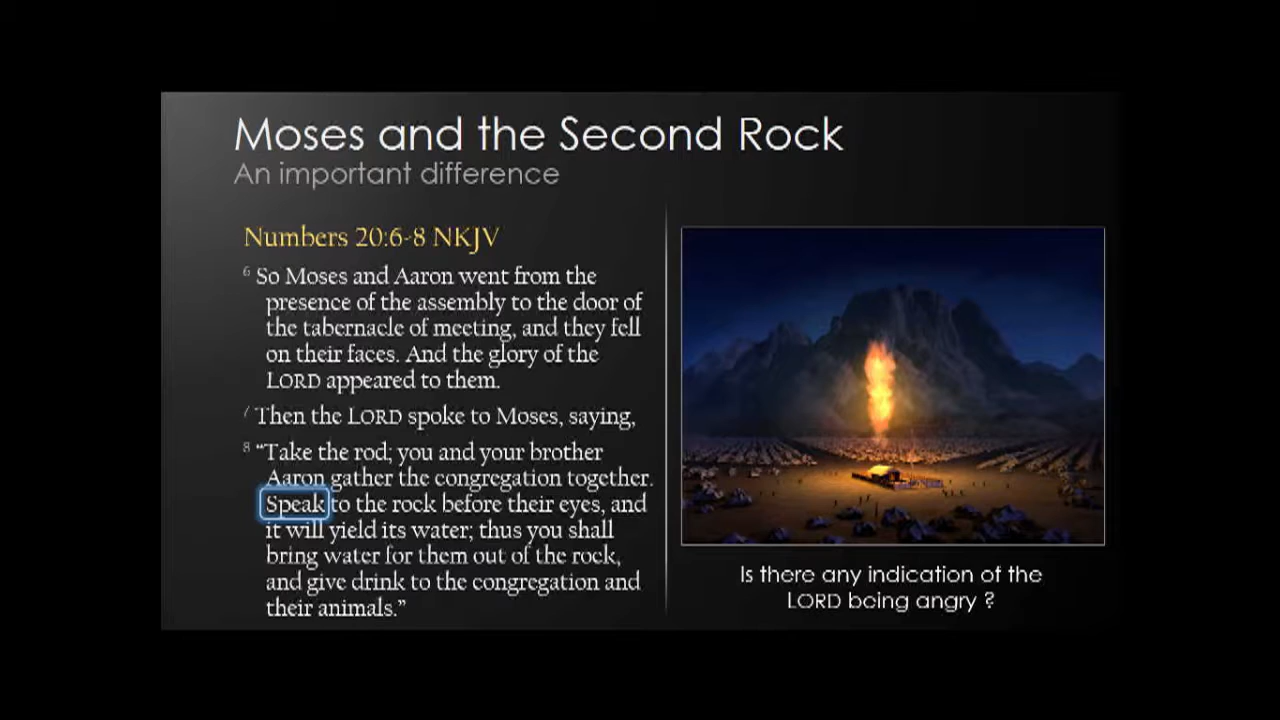 Moses and the Second Rock
An important difference
Numbers 20:6-8 NKJV
6 So Moses and Aaron went from the
presence of the assembly to the door of
the tabernacle of meeting, and they fell
on their faces. And the glory of the
LORD appeared to them.
7 Then the LORD spoke to Moses, saying,
8 “Take the rod; you and your brother
Aaron gather the congregation together.
Speak to the rock before their eyes, and
it will yield its water; thus you shall
bring water for them out of the rock,
and give drink to the congregation and
their animals.”
Is there any indication of the
LORD being angry ?